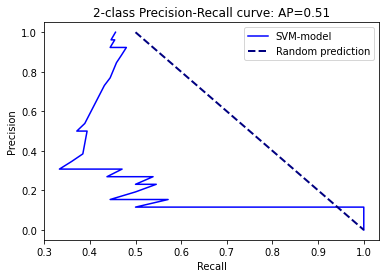 2-class Precision-Recall curve: AP=0.51
1.0
0.8
0.6
0.4
0.2
0.0
Precision
SVM-model
Random prediction
0.3 0.4 0.5 0.6 0.7 0.8 0.9 1.0
Recall